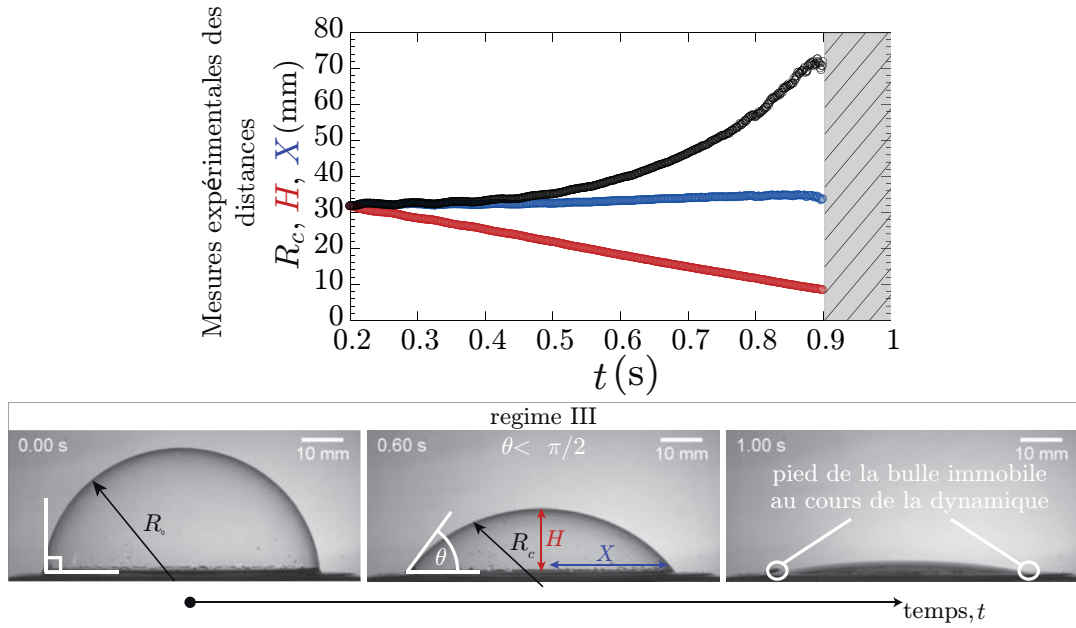 Mesures expérimentales des
distances
R_c, H, X (mm)
80
70
60
50
40
30
20
10
0
0.2 0.3 0.4 0.5 0.6 0.7 0.8 0.9 1
t (s)
regime III
0.00 s
10 mm
R₀
0.60 s
θ< π/2
10 mm
θ
R_c
H
X
1.00 s
10 mm
pied de la bulle immobile
au cours de la dynamique
temps, t